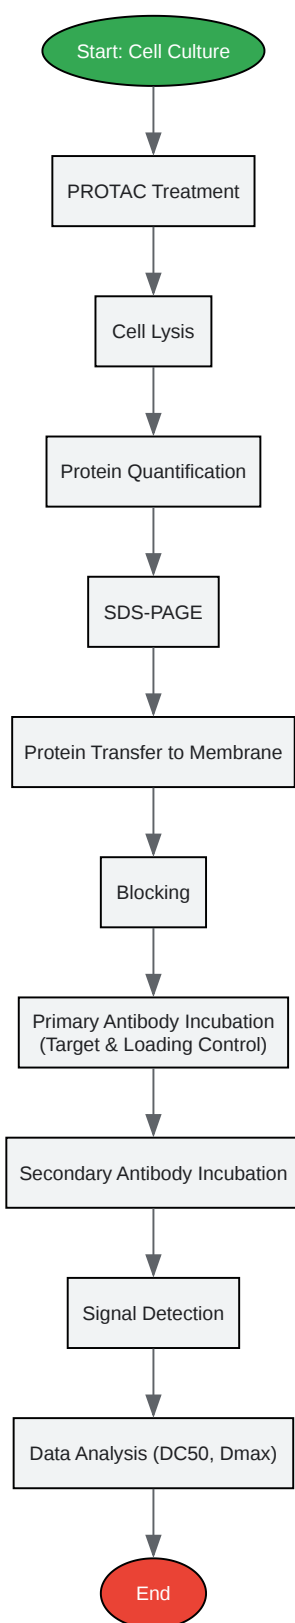 Start: Cell Culture
PROTAC Treatment
Cell Lysis
Protein Quantification
SDS-PAGE
Protein Transfer to Membrane
Blocking
Primary Antibody Incubation
(Target & Loading Control)
Secondary Antibody Incubation
Signal Detection
Data Analysis (DC50, Dmax)
End